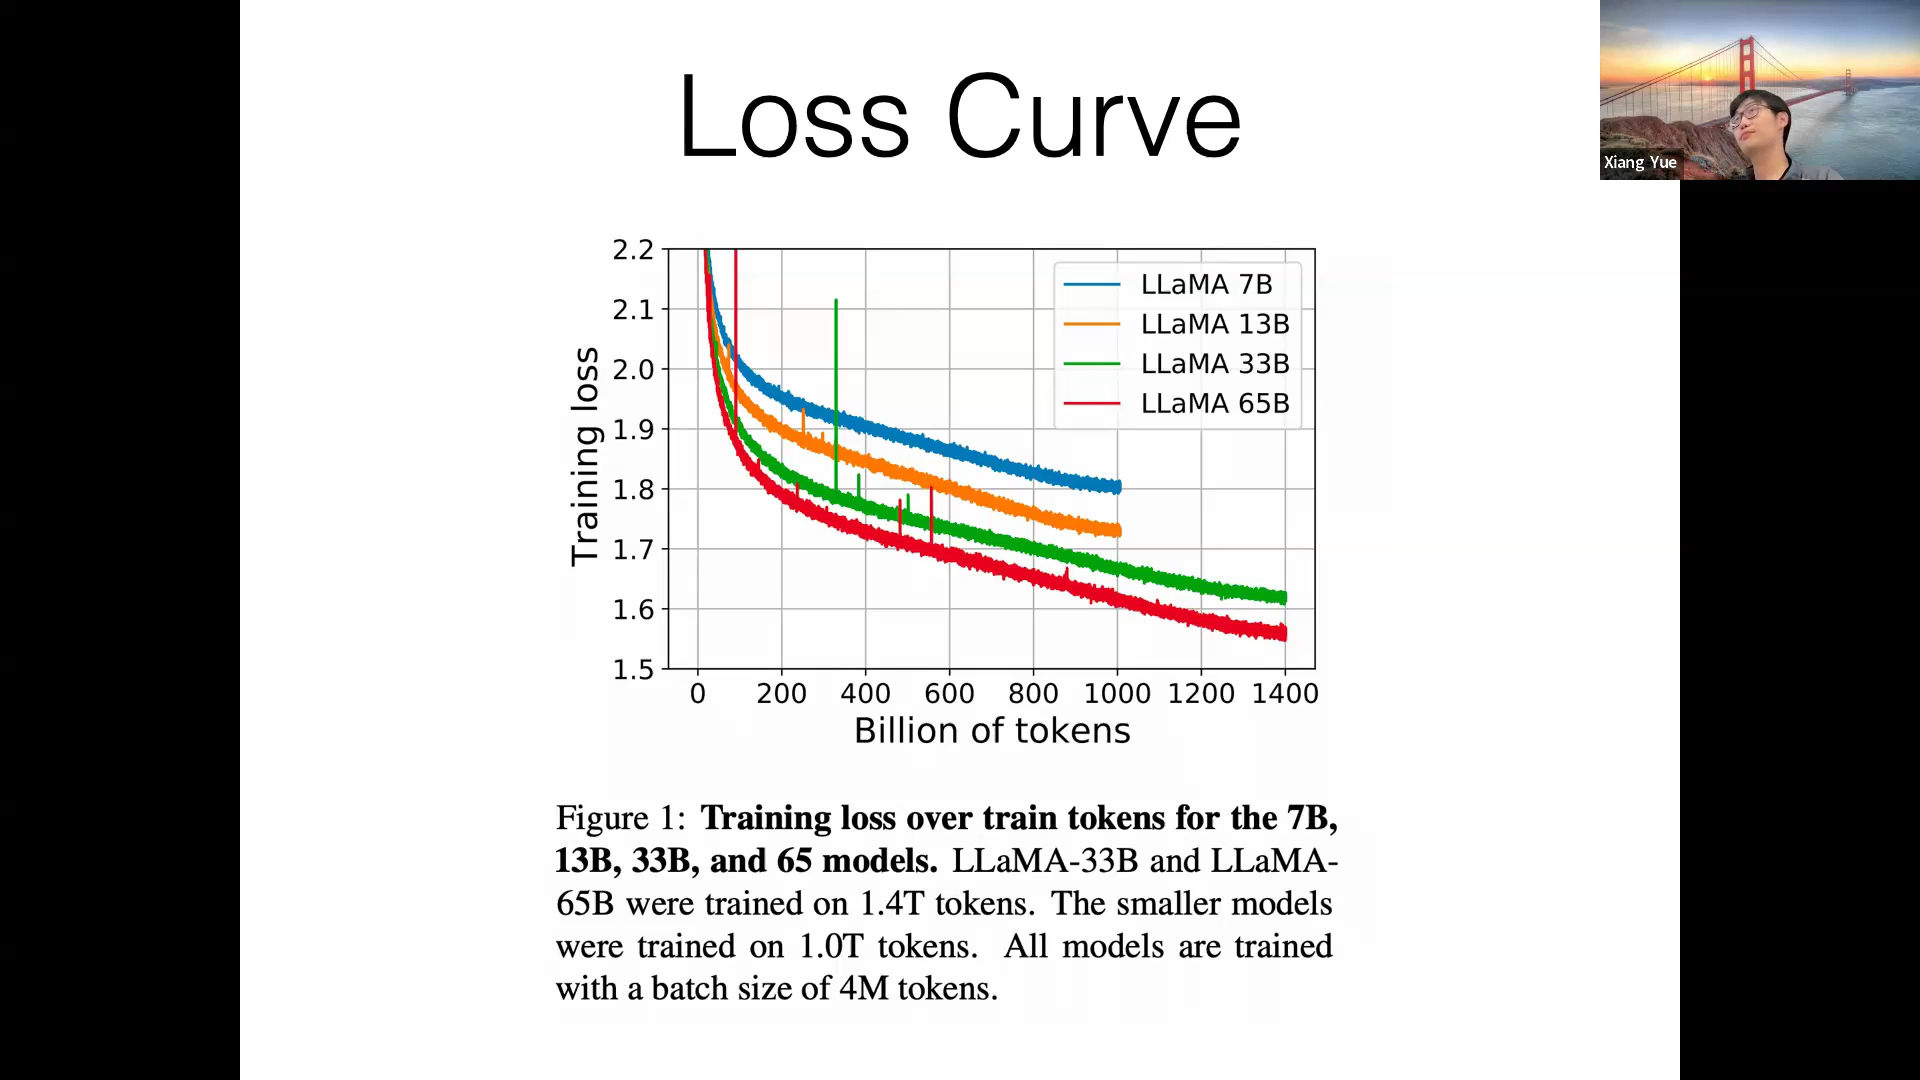 Loss Curve
Xiang Yue
2.2
2.1
2.0
1.9
1.8
1.7
1.6
1.5
Training loss
LLaMA 7B
LLaMA 13B
LLaMA 33B
LLaMA 65B
0 200 400 600 800 1000 1200 1400
Billion of tokens
Figure 1: Training loss over train tokens for the 7B,
13B, 33B, and 65 models. LLaMA-33B and LLaMA-
65B were trained on 1.4T tokens. The smaller models
were trained on 1.0T tokens. All models are trained
with a batch size of 4M tokens.